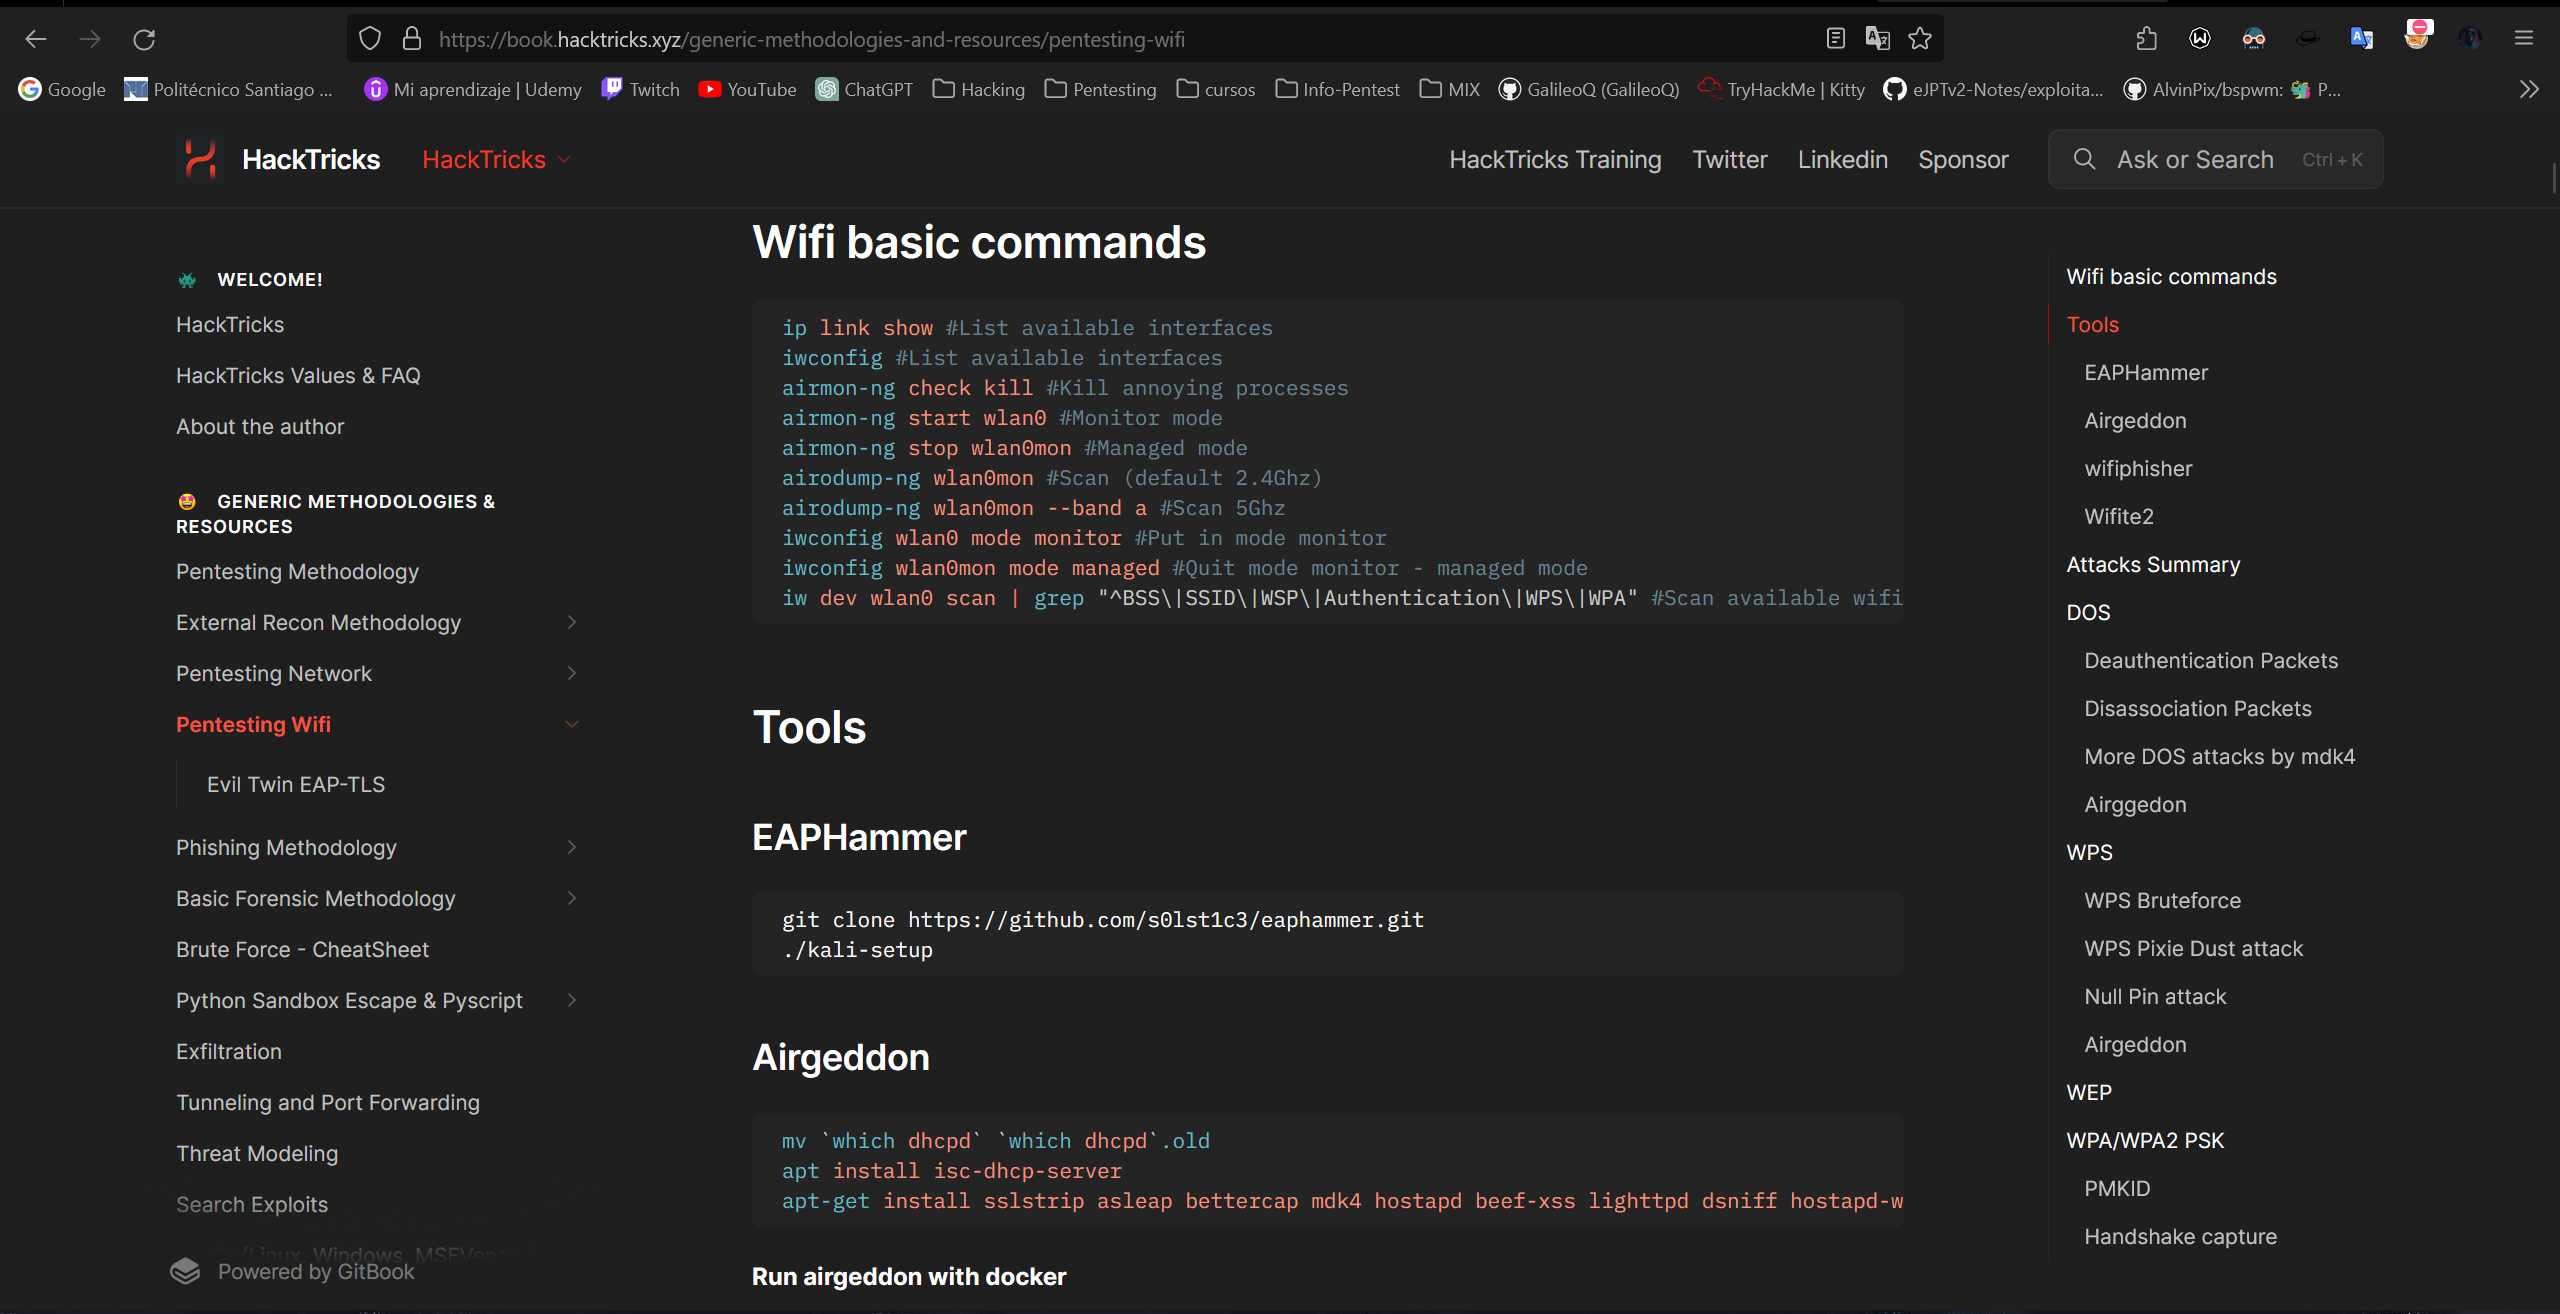 https://book.hacktricks.xyz/generic-methodologies-and-resources/pentesting-wifi
Google
Politécnico Santiago ...
Mi aprendizaje | Udemy
Twitch
YouTube
ChatGPT
Hacking
Pentesting
cursos
Info-Pentest
MIX
GalileoQ (GalileoQ)
TryHackMe | Kitty
eJPTv2-Notes/exploita...
AlvinPix/bspwm: P...
HackTricks
HackTricks
HackTricks Training
Twitter
Linkedin
Sponsor
Ask or Search Ctrl + K
WELCOME!
HackTricks
HackTricks Values & FAQ
About the author
GENERIC METHODOLOGIES &
RESOURCES
Pentesting Methodology
External Recon Methodology
Pentesting Network
Pentesting Wifi
Evil Twin EAP-TLS
Phishing Methodology
Basic Forensic Methodology
Brute Force - CheatSheet
Python Sandbox Escape & Pyscript
Exfiltration
Tunneling and Port Forwarding
Threat Modeling
Search Exploits
(Linux, Windows, MSFVeno
Powered by GitBook
Wifi basic commands
ip link show #List available interfaces
iwconfig #List available interfaces
airmon-ng check kill #Kill annoying processes
airmon-ng start wlan0 #Monitor mode
airmon-ng stop wlan0mon #Managed mode
airodump-ng wlan0mon #Scan (default 2.4Ghz)
airodump-ng wlan0mon --band a #Scan 5Ghz
iwconfig wlan0 mode monitor #Put in mode monitor
iwconfig wlan0mon mode managed #Quit mode monitor - managed mode
iw dev wlan0 scan | grep "^BSS\|SSID\|WSP\|Authentication\|WPS\|WPA" #Scan available wifi
Tools
EAPHammer
git clone https://github.com/s0lst1c3/eaphammer.git
./kali-setup
Airgeddon
mv `which dhcpd` `which dhcpd`.old
apt install isc-dhcp-server
apt-get install sslstrip asleap bettercap mdk4 hostapd beef-xss lighttpd dsniff hostapd-w
Run airgeddon with docker
Wifi basic commands
Tools
EAPHammer
Airgeddon
wifiphisher
Wifite2
Attacks Summary
DOS
Deauthentication Packets
Disassociation Packets
More DOS attacks by mdk4
Airggedon
WPS
WPS Bruteforce
WPS Pixie Dust attack
Null Pin attack
Airgeddon
WEP
WPA/WPA2 PSK
PMKID
Handshake capture